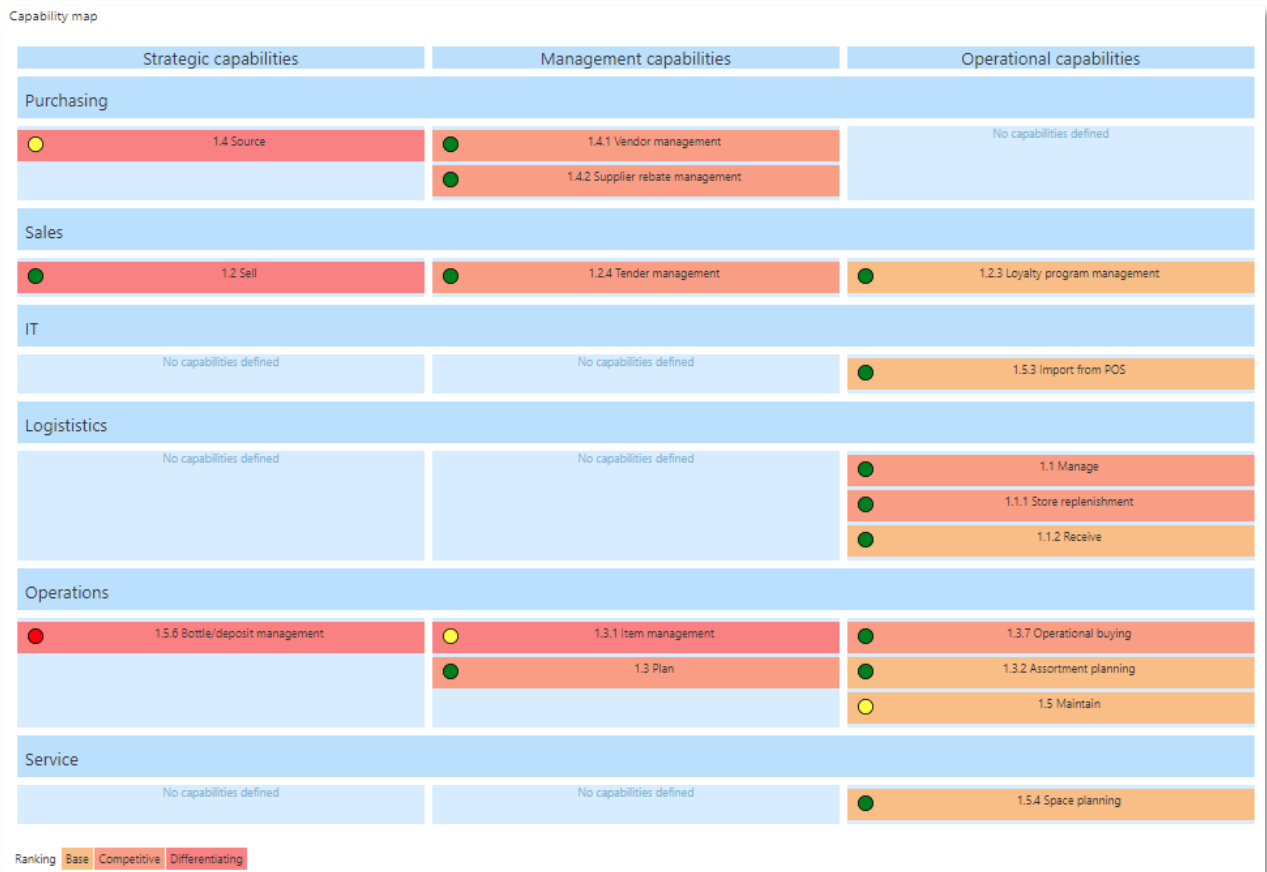 Capability map
Strategic capabilities Management capabilities Operational capabilities
Purchasing
1.4 Source 1.4.1 Vendor management No capabilities defined
1.4.2 Supplier rebate management
Sales
1.2 Sell 1.2.4 Tender management 1.2.3 Loyalty program management
IT
No capabilities defined No capabilities defined 1.5.3 Import from POS
Logististics
No capabilities defined No capabilities defined 1.1 Manage
1.1.1 Store replenishment
1.1.2 Receive
Operations
1.5.6 Bottle/deposit management 1.3.1 Item management 1.3.7 Operational buying
1.3 Plan 1.3.2 Assortment planning
1.5 Maintain
Service
No capabilities defined No capabilities defined 1.5.4 Space planning
Ranking Base Competitive Differentiating